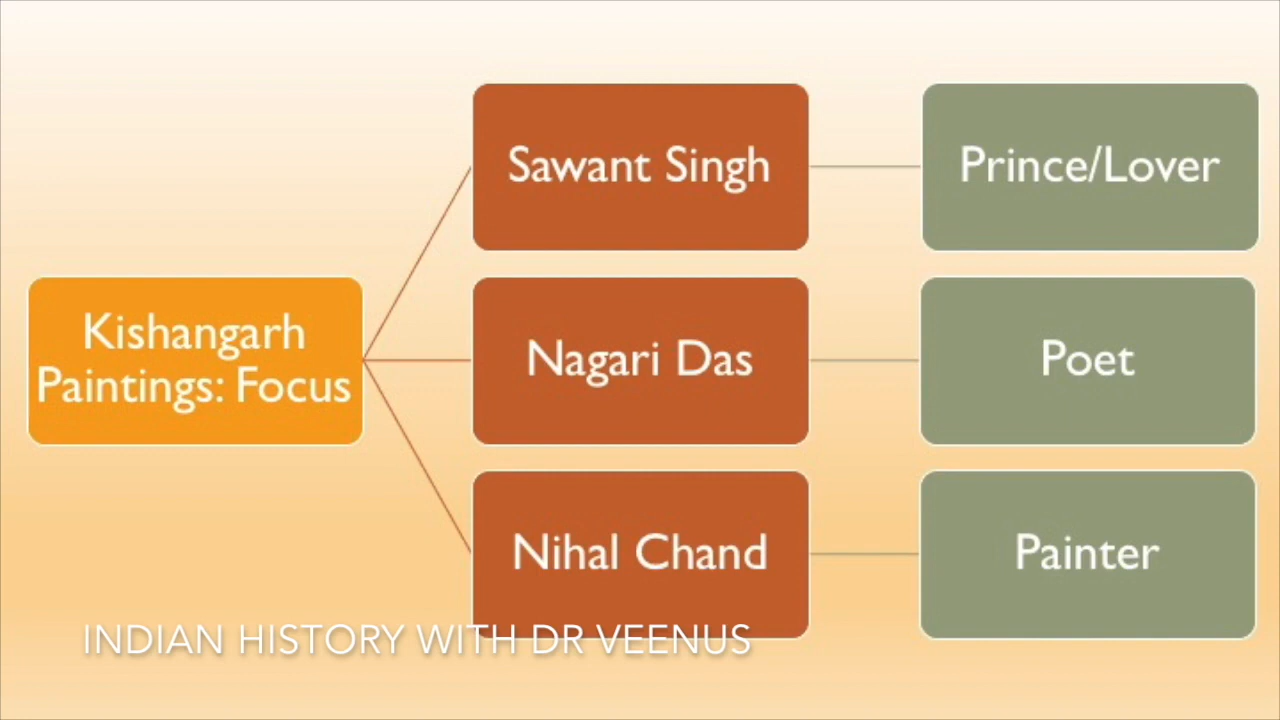 Kishangarh
Paintings: Focus
Sawant Singh
Prince/Lover
Nagari Das
Poet
Nihal Chand
Painter
INDIAN HISTORY WITH DR VEENUS